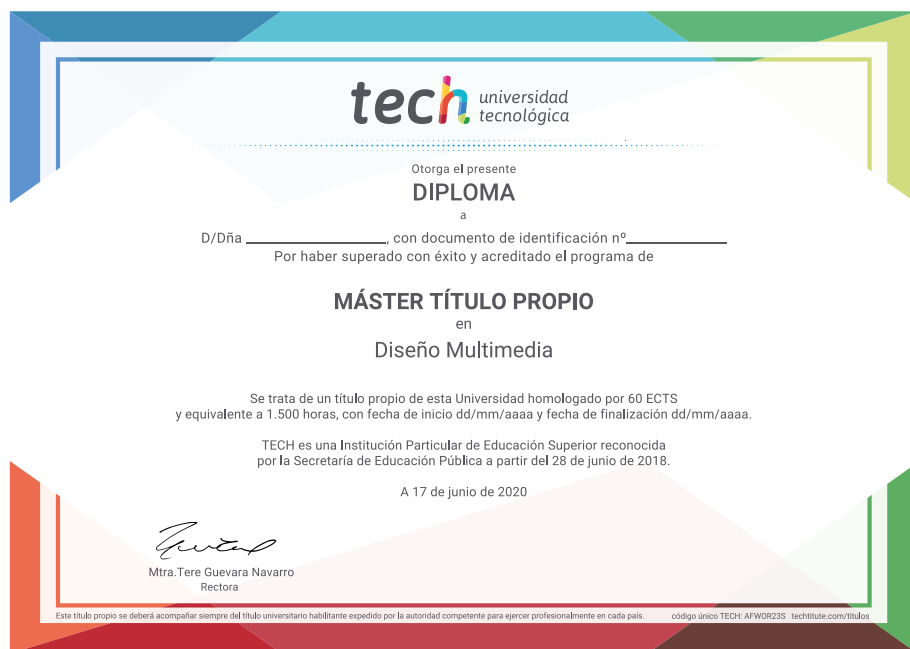 tech universidad
tecnológica
Otorga el presente
DIPLOMA
a
D/Dña ____________________, con documento de identificación nº______________
Por haber superado con éxito y acreditado el programa de
MÁSTER TÍTULO PROPIO
en
Diseño Multimedia
Se trata de un título propio de esta Universidad homologado por 60 ECTS
y equivalente a 1.500 horas, con fecha de inicio dd/mm/aaaa y fecha de finalización dd/mm/aaaa.
TECH es una Institución Particular de Educación Superior reconocida
por la Secretaría de Educación Pública a partir del 28 de junio de 2018.
A 17 de junio de 2020
Mtra.Tere Guevara Navarro
Rectora
Este título propio se deberá acompañar siempre del título universitario habilitante expedido por la autoridad competente para ejercer profesionalmente en cada país. código único TECH: AFWOR23S techtitute.com/titulos